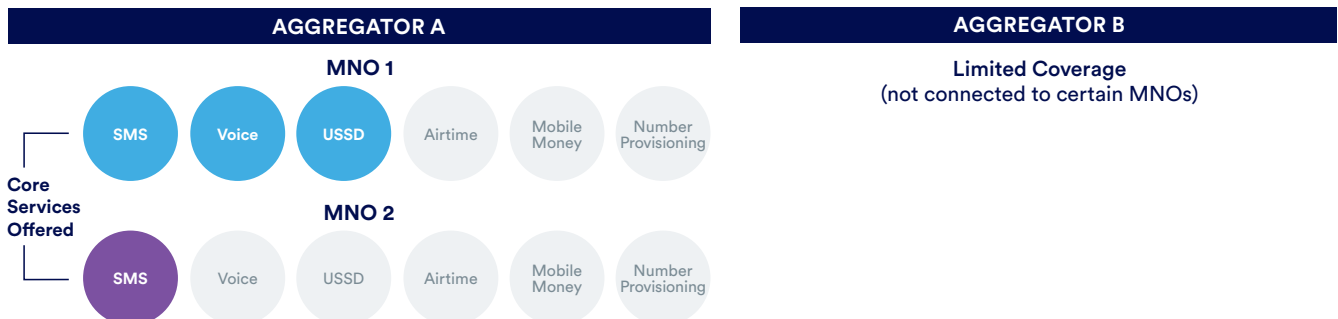 AGGREGATOR A
MNO 1
SMS
Voice
USSD
Airtime
Mobile
Money
Number
Provisioning
Core
Services
Offered
MNO 2
SMS
Voice
USSD
Airtime
Mobile
Money
Number
Provisioning
AGGREGATOR B
Limited Coverage
(not connected to certain MNOs)